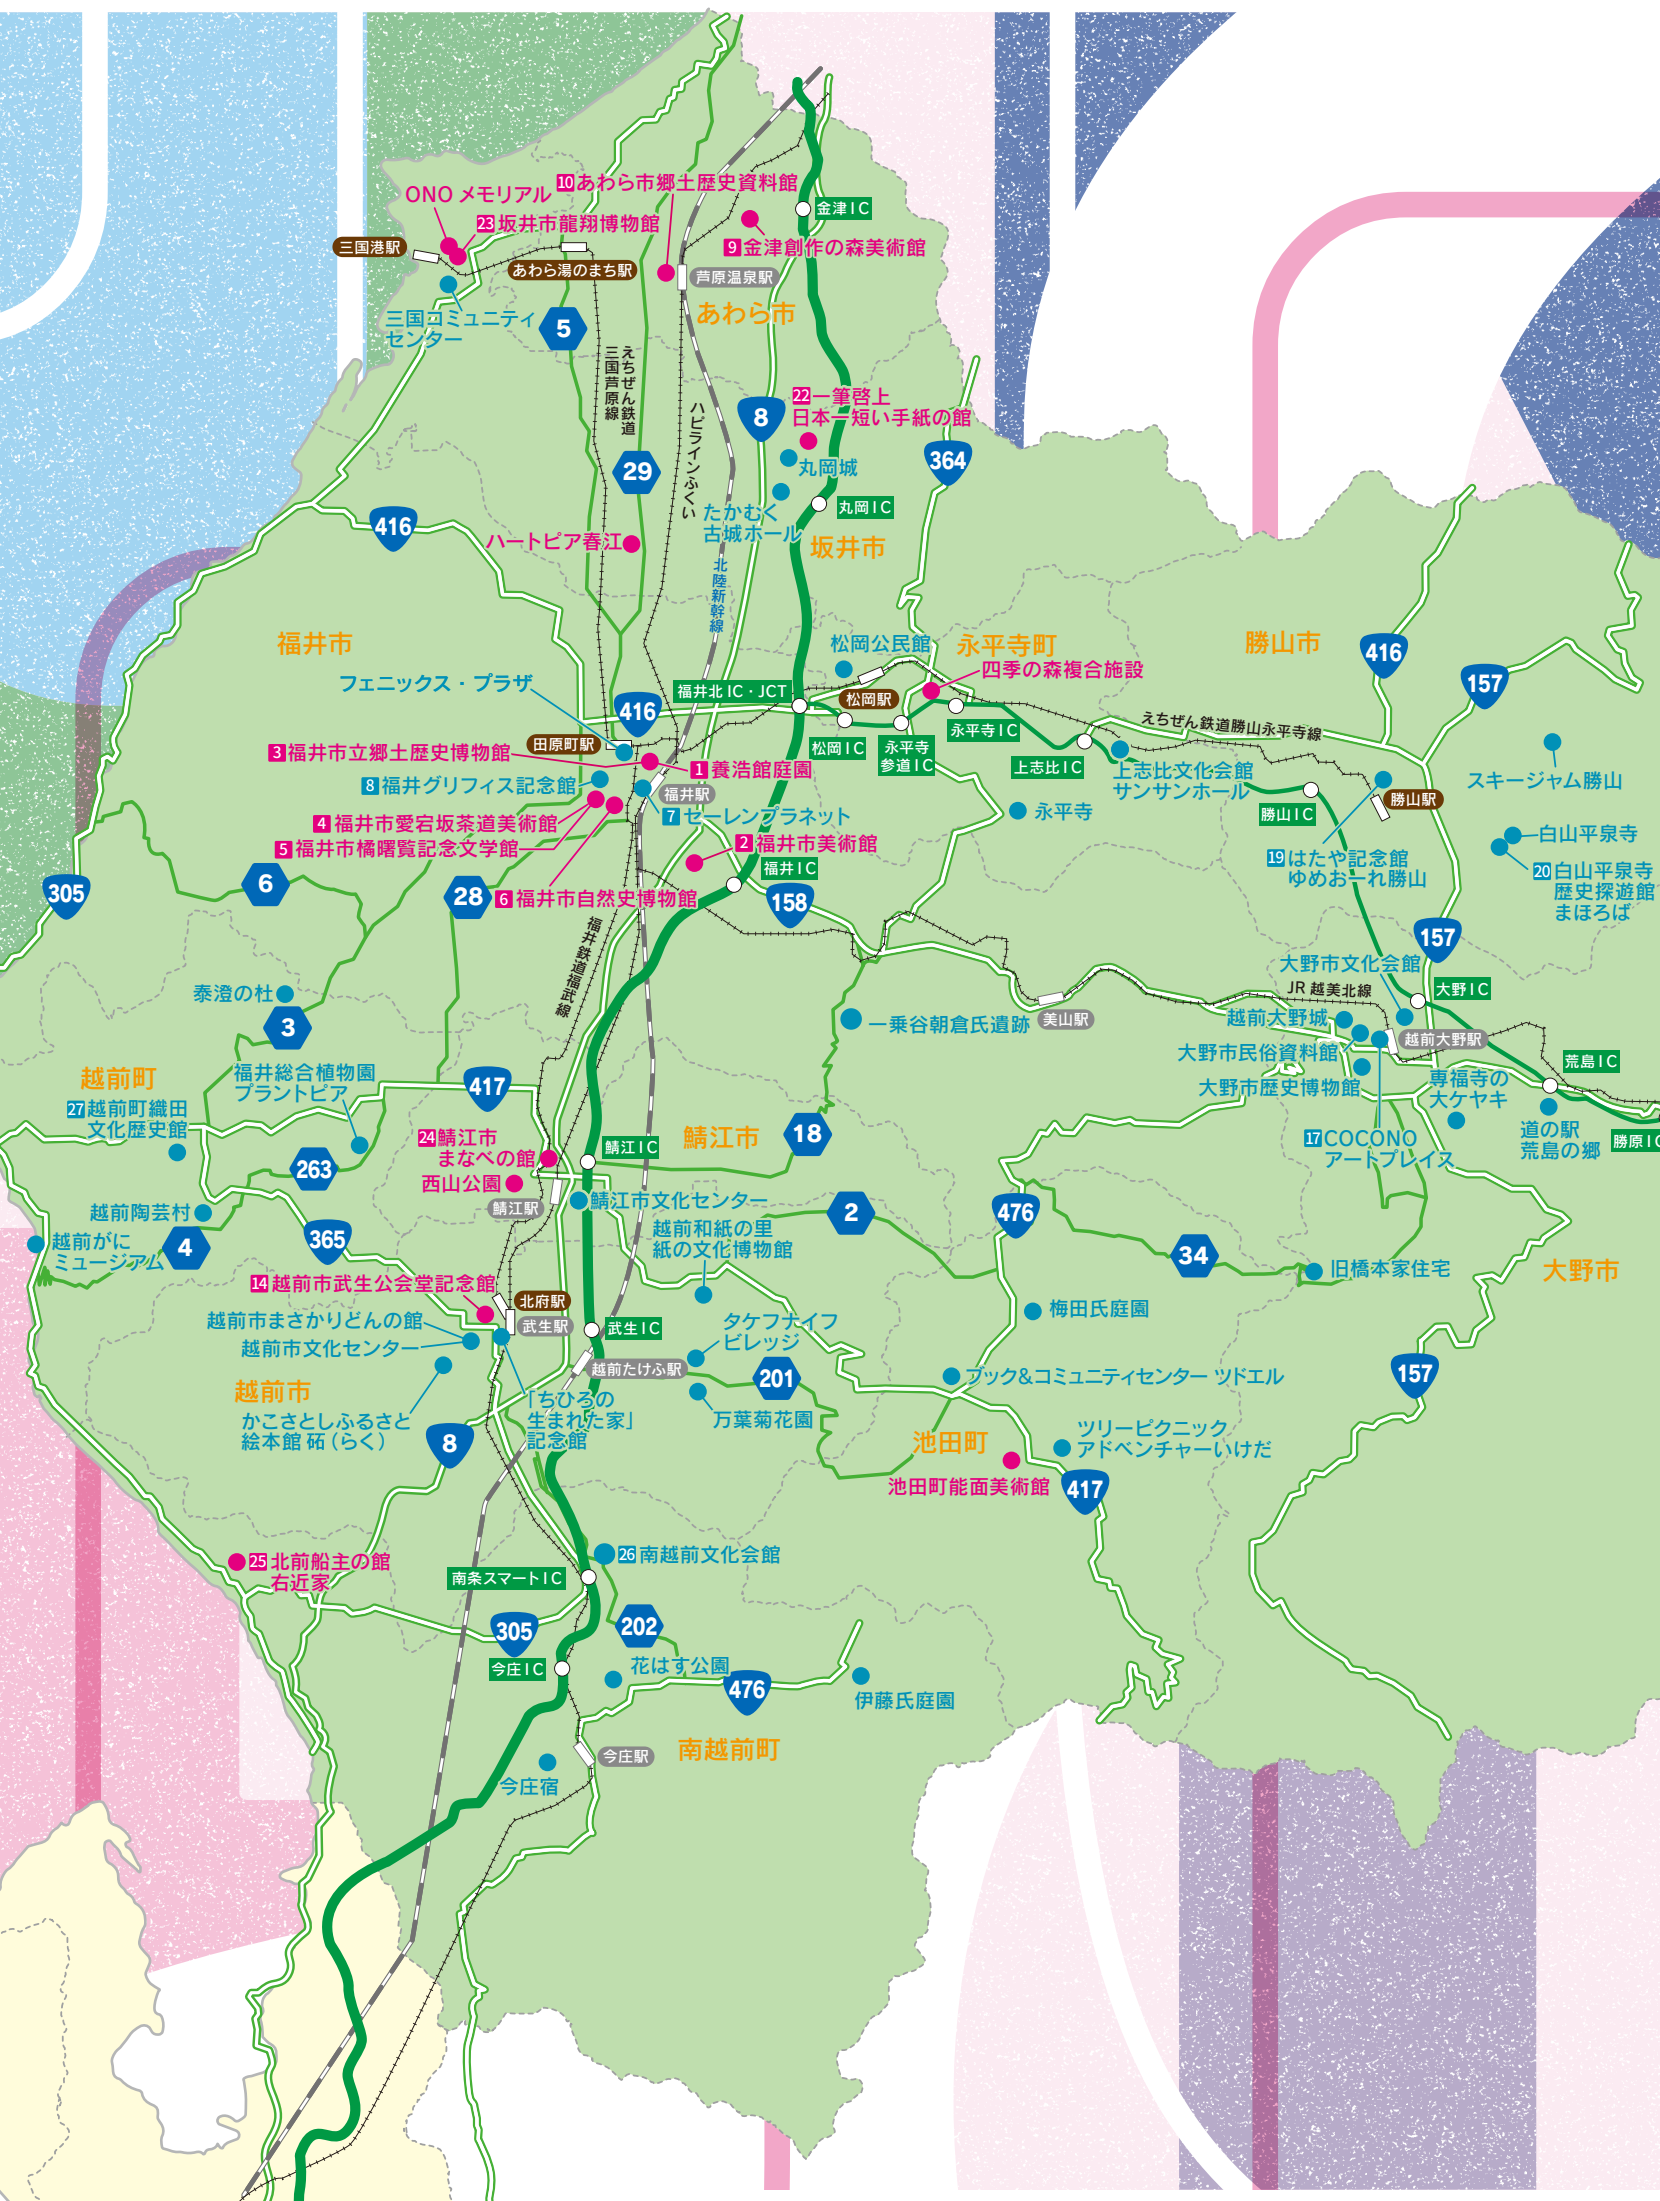 10 あわら市郷土歴史資料館
ONO メモリアル
23 坂井市龍翔博物館
金津IC
9 金津創作の森美術館
三国港駅
あわら湯のまち駅
芦原温泉駅
あわら市
三国コミュニティ
センター
5
えちぜん鉄道
三国芦原線
ハピラインふくい
8
22 一筆啓上
日本一短い手紙の館
丸岡城
364
29
丸岡IC
たかむく
古城ホール
416
ハートピア春江
坂井市
北陸新幹線
福井市
松岡公民館
永平寺町
勝山市
416
四季の森複合施設
157
フェニックス・プラザ
福井北IC・JCT
松岡駅
416
えちぜん鉄道勝山永平寺線
永平寺IC
田原町駅
松岡IC
永平寺
参道IC
3 福井市立郷土歴史博物館
1 養浩館庭園
上志比IC
上志比文化会館
サンサンホール
スキージャム勝山
8 福井グリフィス記念館
福井駅
勝山駅
7 セーレンプラネット
永平寺
勝山IC
4 福井市愛宕坂茶道美術館
5 福井市橘曙覧記念文学館
2 福井市美術館
白山平泉寺
19 はたや記念館
ゆめおーれ勝山
福井IC
20 白山平泉寺
歴史探遊館
まほろば
6
305
28
6 福井市自然史博物館
158
157
福井鉄道福武線
大野市文化会館
泰澄の杜
JR 越美北線
大野IC
3
一乗谷朝倉氏遺跡
美山駅
越前大野城
越前大野駅
大野市民俗資料館
荒島IC
福井総合植物園
プラントピア
越前町
417
大野市歴史博物館
専福寺の
大ケヤキ
27 越前町織田
文化歴史館
24 鯖江市
まなべの館
鯖江IC
鯖江市
18
17 COCONO
アートプレイス
道の駅
荒島の郷
勝原IC
263
西山公園
鯖江駅
鯖江市文化センター
越前陶芸村
2
476
越前がに
ミュージアム
4
365
越前和紙の里
紙の文化博物館
34
旧橋本家住宅
大野市
14 越前市武生公会堂記念館
北府駅
梅田氏庭園
越前市まさかりどんの館
武生駅
武生IC
タケフナイフ
ビレッジ
越前市文化センター
越前たけふ駅
201
ブック&コミュニティセンター ツドエル
157
越前市
「ちひろの
生まれた家」
記念館
万葉菊花園
かこさとしふるさと
絵本館 砳（らく）
8
池田町
ツリーピクニック
アドベンチャーいけだ
池田町能面美術館
417
25 北前船主の館
右近家
26 南越前文化会館
南条スマートIC
305
202
今庄IC
花はす公園
476
伊藤氏庭園
南越前町
今庄駅
今庄宿